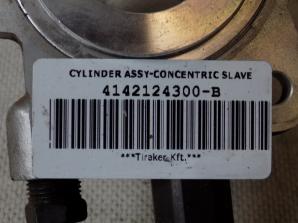 CYLINDER ASSY-CONCENTRIC SLAVE
4142124300-B
***Tiraker Kft.***